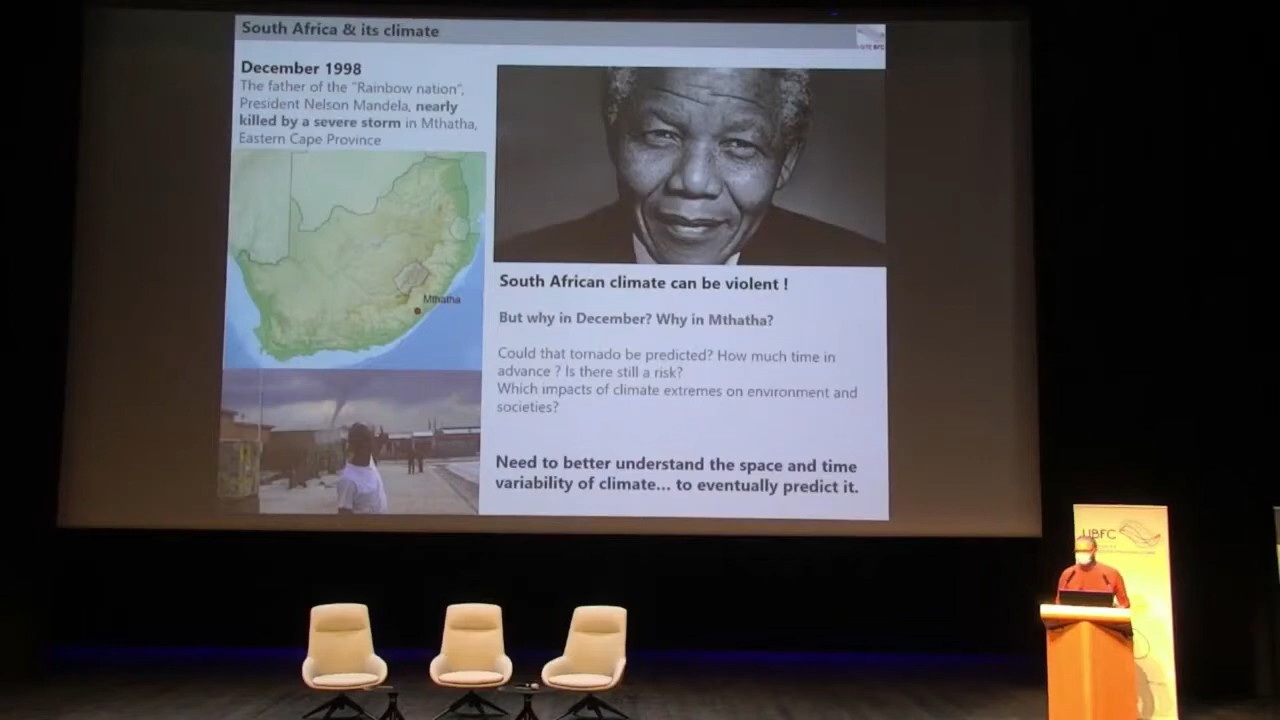 South Africa & its climate
December 1998
The father of the "Rainbow nation",
President Nelson Mandela, nearly
killed by a severe storm in Mthatha,
Eastern Cape Province
Mthatha
South African climate can be violent !
But why in December? Why in Mthatha?
Could that tornado be predicted? How much time in
advance ? Is there still a risk?
Which impacts of climate extremes on environment and
societies?
Need to better understand the space and time
variability of climate... to eventually predict it.
UBFC